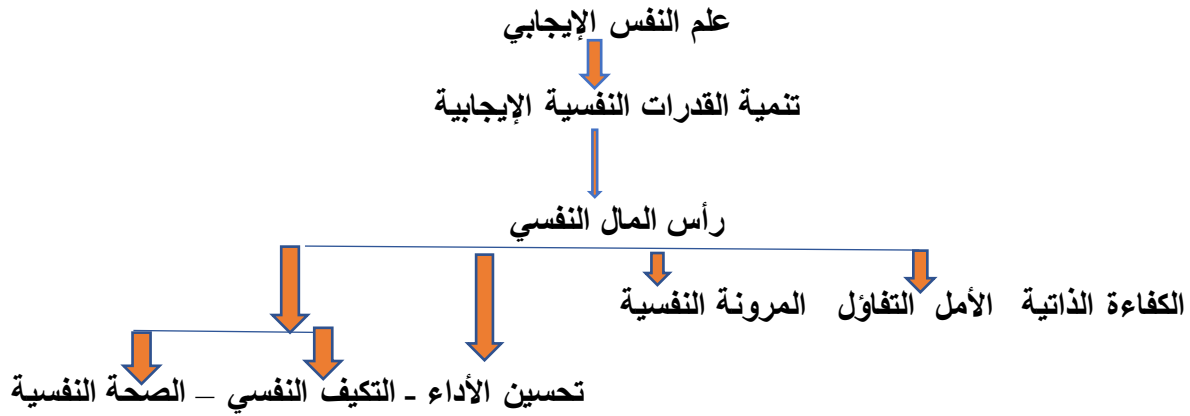 علم النفس الإيجابي
تنمية القدرات النفسية الإيجابية
رأس المال النفسي
الكفاءة الذاتية الأمل التفاؤل المرونة النفسية
تحسين الأداء - التكيف النفسي – الصحة النفسية